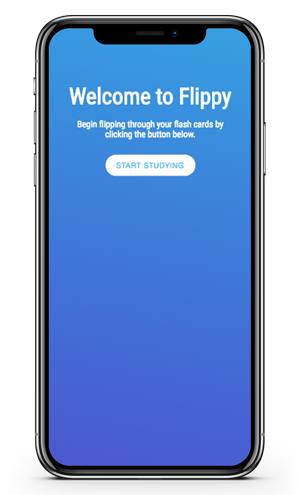 Welcome to Flippy
Begin flipping through your flash cards by
clicking the button below.
START STUDYING